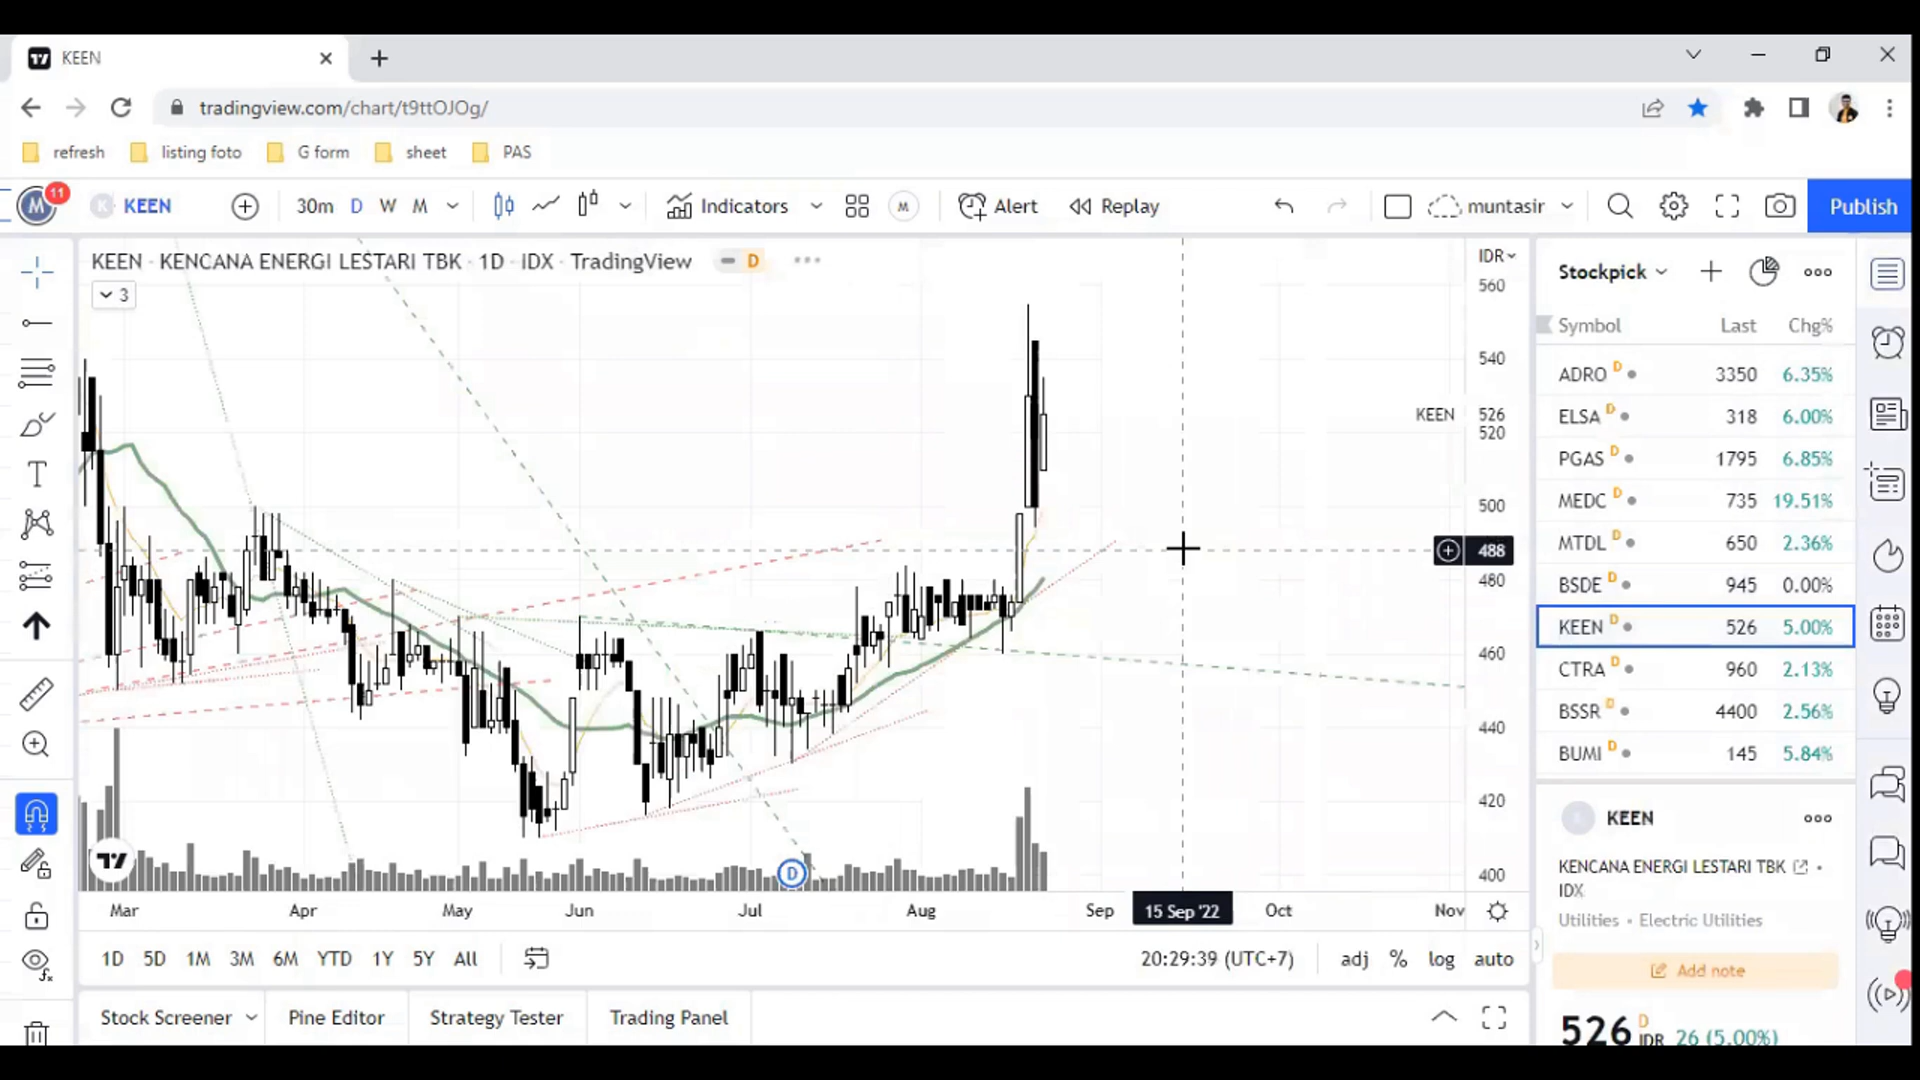 KEEN
tradingview.com/chart/t9ttOJOg/
refresh listing foto G form sheet PAS
M 11 KEEN 30m D W M Indicators M Alert Replay muntasir Publish
KEEN · KENCANA ENERGI LESTARI TBK · 1D · IDX · TradingView D
3
IDR
560
540
KEEN 526
520
500
488
480
460
440
420
400
D
Mar Apr May Jun Jul Aug Sep 15 Sep '22 Oct Nov
1D 5D 1M 3M 6M YTD 1Y 5Y All 20:29:39 (UTC+7) adj % log auto
Stock Screener Pine Editor Strategy Tester Trading Panel
Stockpick
Symbol Last Chg%
ADRO D 3350 6.35%
ELSA D 318 6.00%
PGAS D 1795 6.85%
MEDC D 735 19.51%
MTDL D 650 2.36%
BSDE D 945 0.00%
KEEN D 526 5.00%
CTRA D 960 2.13%
BSSR D 4400 2.56%
BUMI D 145 5.84%
KEEN
KENCANA ENERGI LESTARI TBK •
IDX
Utilities • Electric Utilities
Add note
526 D IDR 26 (5.00%)